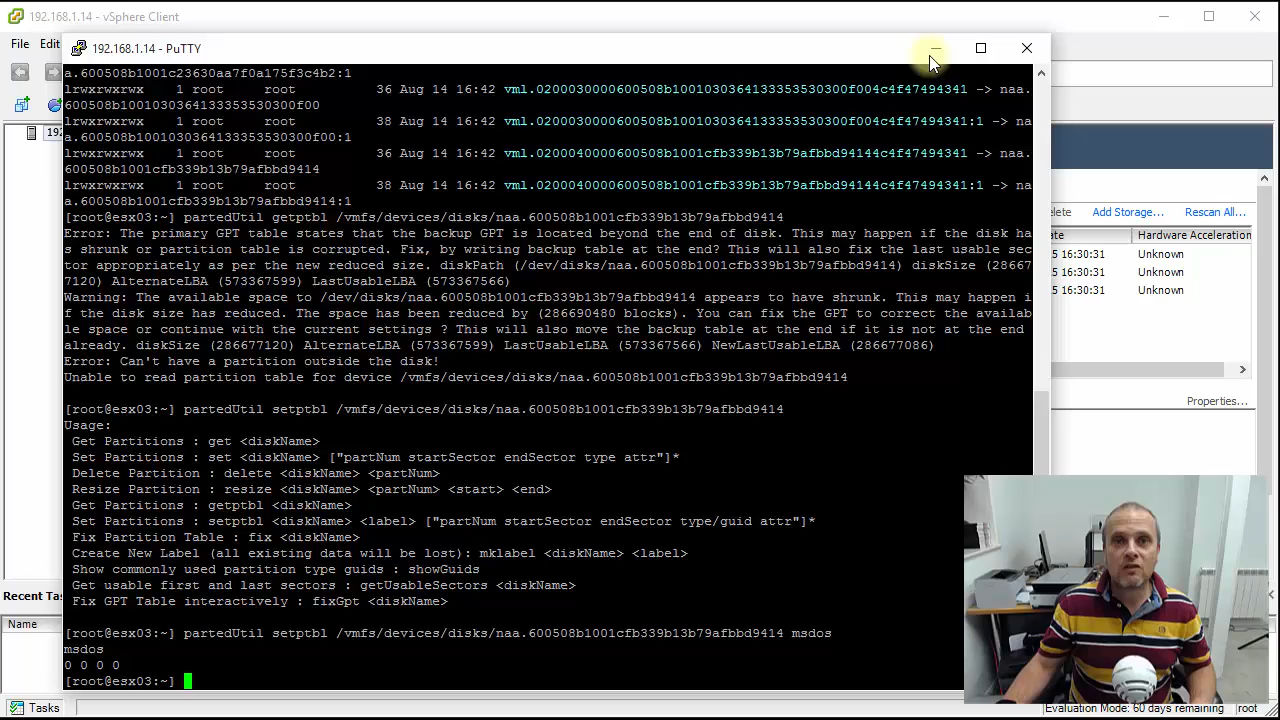 192.168.1.14 - vSphere Client
File Edit
192.168.1.14 - PuTTY
a.600508b1001c23630aa7f0a175f3c4b2:1
lrwxrwxrwx 1 root root 36 Aug 14 16:42 vml.0200030000600508b1001030364133353530300f004c4f47494341 -> naa.
600508b1001030364133353530300f00
lrwxrwxrwx 1 root root 38 Aug 14 16:42 vml.0200030000600508b1001030364133353530300f004c4f47494341:1 -> na
a.600508b1001030364133353530300f00:1
lrwxrwxrwx 1 root root 36 Aug 14 16:42 vml.0200040000600508b1001cfb339b13b79afbbd94144c4f47494341 -> naa.
600508b1001cfb339b13b79afbbd9414
lrwxrwxrwx 1 root root 38 Aug 14 16:42 vml.0200040000600508b1001cfb339b13b79afbbd94144c4f47494341:1 -> na
a.600508b1001cfb339b13b79afbbd9414:1
[root@esx03:~] partedUtil getptbl /vmfs/devices/disks/naa.600508b1001cfb339b13b79afbbd9414
Error: The primary GPT table states that the backup GPT is located beyond the end of disk. This may happen if the disk ha
s shrunk or partition table is corrupted. Fix, by writing backup table at the end? This will also fix the last usable sec
tor appropriately as per the new reduced size. diskPath (/dev/disks/naa.600508b1001cfb339b13b79afbbd9414) diskSize (28667
7120) AlternateLBA (573367599) LastUsableLBA (573367566)
Warning: The available space to /dev/disks/naa.600508b1001cfb339b13b79afbbd9414 appears to have shrunk. This may happen i
f the disk size has reduced. The space has been reduced by (286690480 blocks). You can fix the GPT to correct the availab
le space or continue with the current settings ? This will also move the backup table at the end if it is not at the end
already. diskSize (286677120) AlternateLBA (573367599) LastUsableLBA (573367566) NewLastUsableLBA (286677086)
Error: Can't have a partition outside the disk!
Unable to read partition table for device /vmfs/devices/disks/naa.600508b1001cfb339b13b79afbbd9414
[root@esx03:~] partedUtil setptbl /vmfs/devices/disks/naa.600508b1001cfb339b13b79afbbd9414
Usage:
Get Partitions : get <diskName>
Set Partitions : set <diskName> ["partNum startSector endSector type attr"]*
Delete Partition : delete <diskName> <partNum>
Resize Partition : resize <diskName> <partNum> <start> <end>
Get Partitions : getptbl <diskName>
Set Partitions : setptbl <diskName> <label> ["partNum startSector endSector type/guid attr"]*
Fix Partition Table : fix <diskName>
Create New Label (all existing data will be lost): mklabel <diskName> <label>
Show commonly used partition type guids : showGuids
Get usable first and last sectors : getUsableSectors <diskName>
Fix GPT Table interactively : fixGpt <diskName>
[root@esx03:~] partedUtil setptbl /vmfs/devices/disks/naa.600508b1001cfb339b13b79afbbd9414 msdos
msdos
0 0 0 0
[root@esx03:~]
192
elete Add Storage... Rescan All...
ate Hardware Acceleration
5 16:30:31 Unknown
5 16:30:31 Unknown
5 16:30:31 Unknown
Properties...
Recent Tas
Name
Tasks
Evaluation Mode: 60 days remaining root